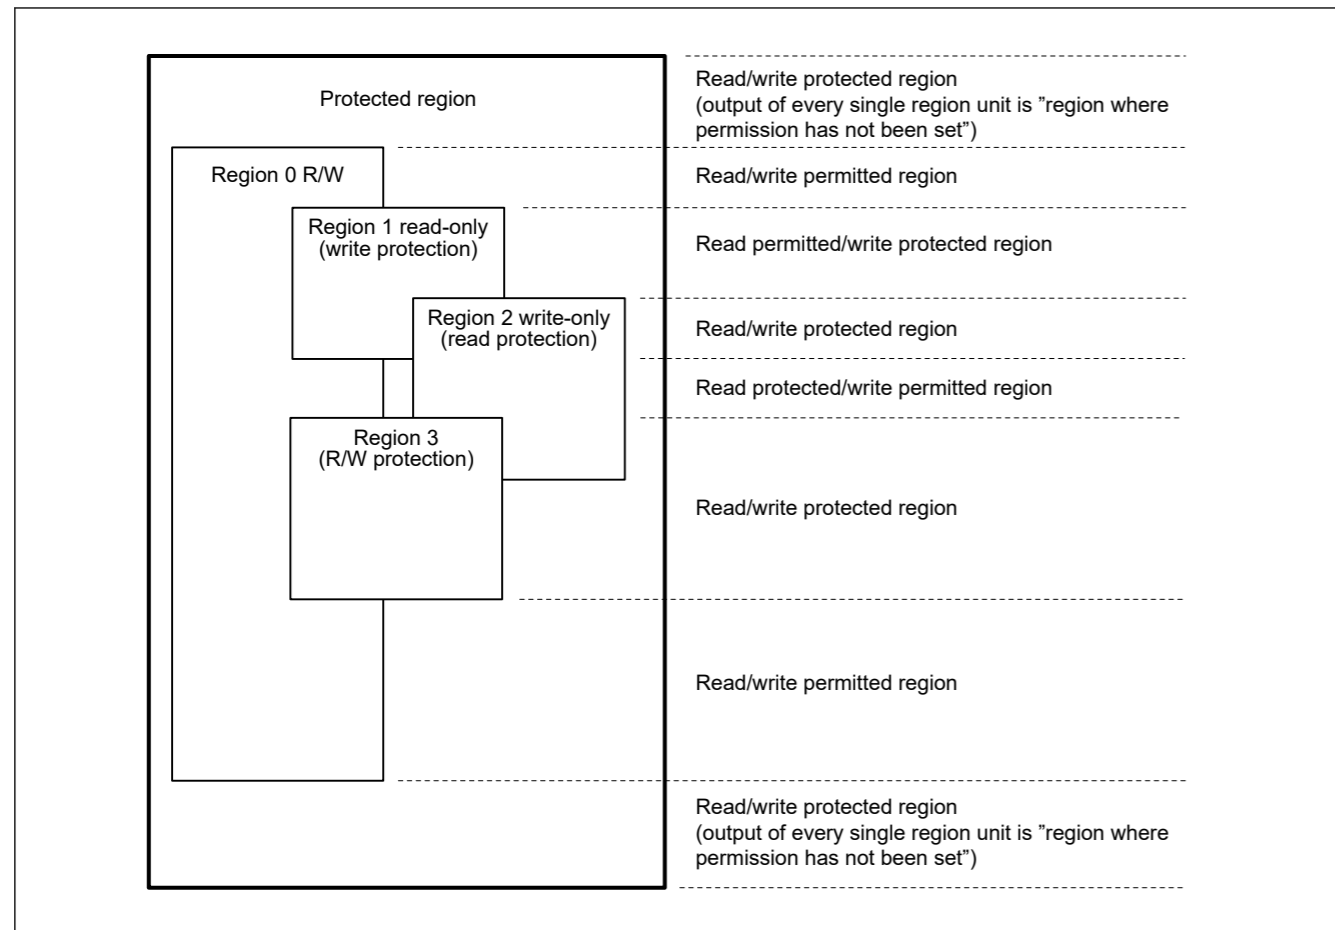 Protected region
Read/write protected region
(output of every single region unit is ”region where
permission has not been set”)
Region 0 R/W
Read/write permitted region
Region 1 read-only
(write protection)
Read permitted/write protected region
Region 2 write-only
(read protection)
Read/write protected region
Read protected/write permitted region
Region 3
(R/W protection)
Read/write protected region
Read/write permitted region
Read/write protected region
(output of every single region unit is ”region where
permission has not been set”)